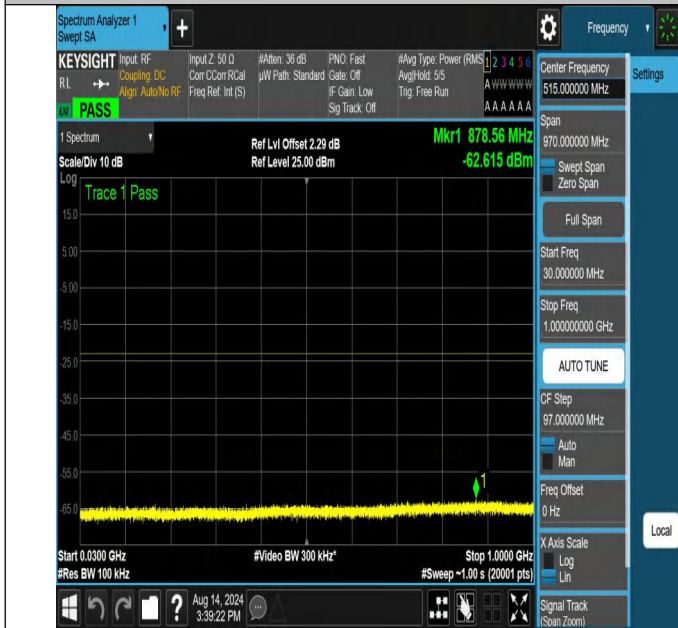 Spectrum Analyzer 1
Swept SA
Frequency
KEYSIGHT
RL
LXI
PASS
Input: RF
Coupling: DC
Align: Auto/No RF
Input Z: 50 Ω
Corr CCorr RCal
Freq Ref: Int (S)
#Atten: 36 dB
µW Path: Standard
PNO: Fast
Gate: Off
IF Gain: Low
Sig Track: Off
#Avg Type: Power (RMS
Avg|Hold: 5/5
Trig: Free Run
1 2 3 4 5 6
A W W W W W
A A A A A A
1 Spectrum
Scale/Div 10 dB
Ref Lvl Offset 2.29 dB
Ref Level 25.00 dBm
Mkr1 878.56 MHz
-62.615 dBm
Log
Trace 1 Pass
15.0
5.00
-5.00
-15.0
-25.0
-35.0
-45.0
-55.0
-65.0
1
Start 0.0300 GHz
#Res BW 100 kHz
#Video BW 300 kHz*
Stop 1.0000 GHz
#Sweep ~1.00 s (20001 pts)
Aug 14, 2024
3:39:22 PM
Center Frequency
515.000000 MHz
Settings
Span
970.000000 MHz
Swept Span
Zero Span
Full Span
Start Freq
30.000000 MHz
Stop Freq
1.000000000 GHz
AUTO TUNE
CF Step
97.000000 MHz
Auto
Man
Freq Offset
0 Hz
Local
X Axis Scale
Log
Lin
Signal Track
(Span Zoom)